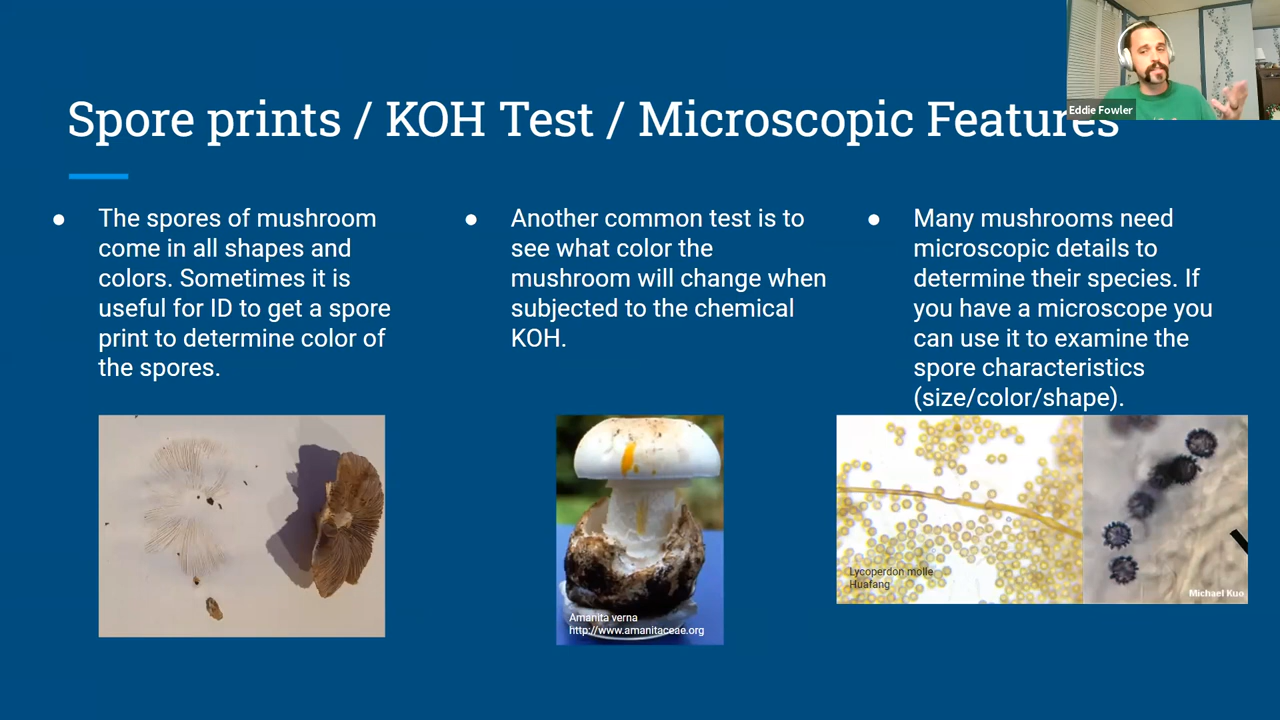 Eddie Fowler
Spore prints / KOH Test / Microscopic Features
● The spores of mushroom
come in all shapes and
colors. Sometimes it is
useful for ID to get a spore
print to determine color of
the spores.
● Another common test is to
see what color the
mushroom will change when
subjected to the chemical
KOH.
● Many mushrooms need
microscopic details to
determine their species. If
you have a microscope you
can use it to examine the
spore characteristics
(size/color/shape).
Amanita verna
http://www.amanitaceae.org
Lycoperdon molle
Huafang
Michael Kuo